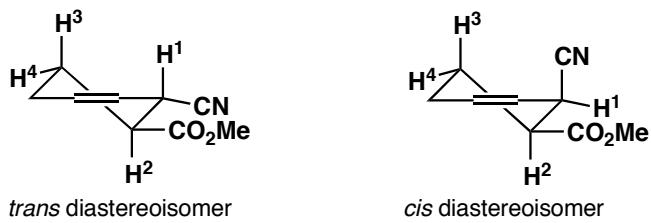 H³ H³
H¹ CN
H⁴ H⁴
CN H¹
CO₂Me CO₂Me
H² H²
trans diastereoisomer cis diastereoisomer